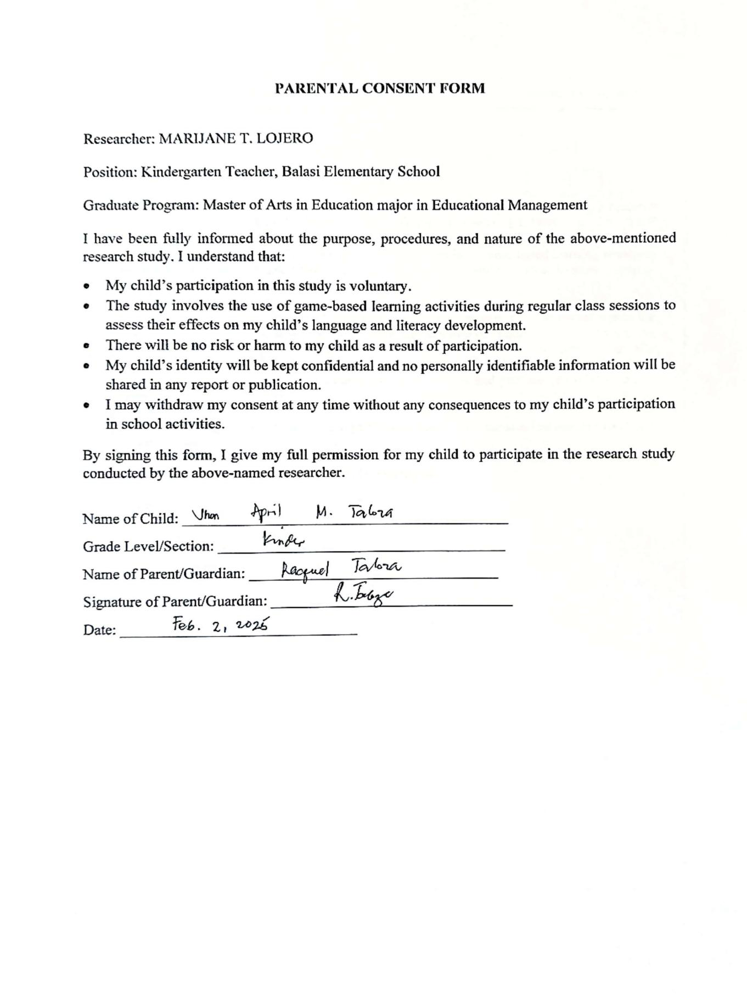 PARENTAL CONSENT FORM
Researcher: MARIJANE T. LOJERO
Position: Kindergarten Teacher, Balasi Elementary School
Graduate Program: Master of Arts in Education major in Educational Management
I have been fully informed about the purpose, procedures, and nature of the above-mentioned
research study. I understand that:
• My child's participation in this study is voluntary.
• The study involves the use of game-based learning activities during regular class sessions to
assess their effects on my child's language and literacy development.
• There will be no risk or harm to my child as a result of participation.
• My child's identity will be kept confidential and no personally identifiable information will be
shared in any report or publication.
• I may withdraw my consent at any time without any consequences to my child's participation
in school activities.
By signing this form, I give my full permission for my child to participate in the research study
conducted by the above-named researcher.
Name of Child: Jhon April M.
Grade Level/Section: Kinder
Name of Parent/Guardian: Racquel
Signature of Parent/Guardian: R.
Date: Feb. 2, 2025